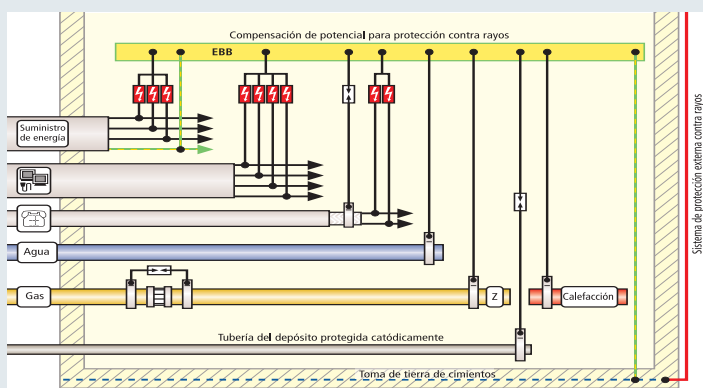 Compensación de potencial para protección contra rayos
EBB
Suministro
de energía
Agua
Gas
Z
Calefacción
Tubería del depósito protegida catódicamente
Toma de tierra de cimientos
Sistema de protección externa contra rayos